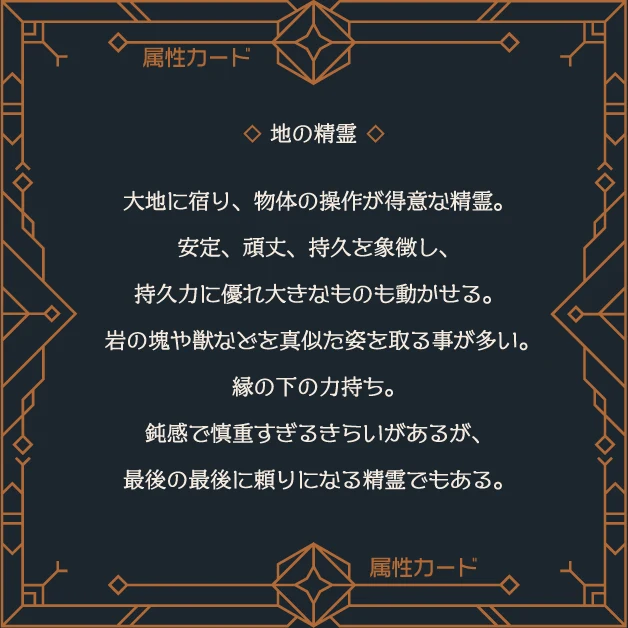 属性カード
地の精霊
大地に宿り、物体の操作が得意な精霊。
安定、頑丈、持久を象徴し、
持久力に優れ大きなものも動かせる。
岩の塊や獣などを真似た姿を取る事が多い。
縁の下の力持ち。
鈍感で慎重すぎるきらいがあるが、
最後の最後に頼りになる精霊でもある。
属性カード